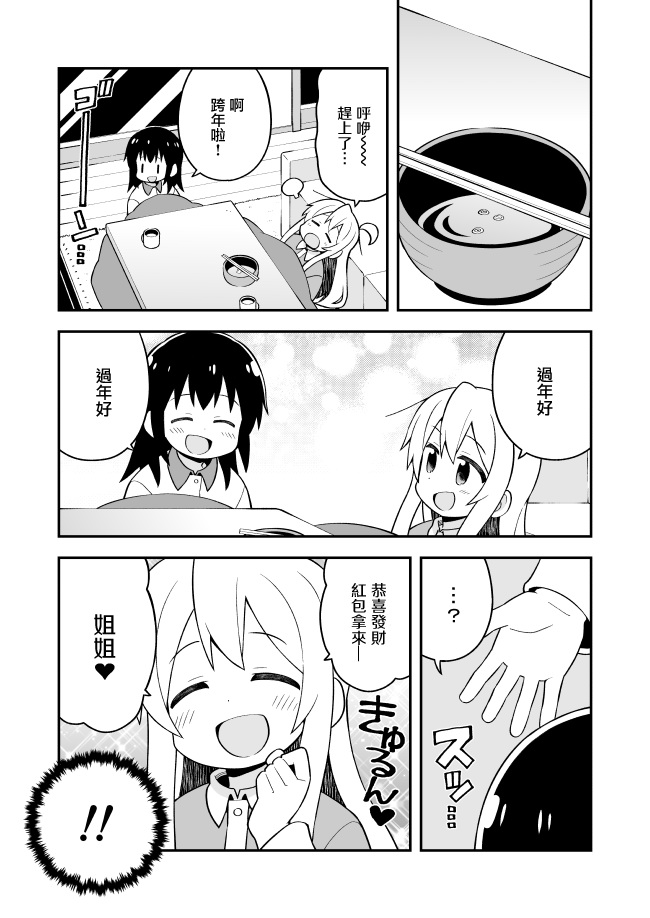 呼咿~~~
趕上了…
啊
跨年啦！
ゴーーン…
過年好
過年好
…？
スッ…
恭喜發財
紅包拿來—
姐姐♥
きゅるん♥
!!